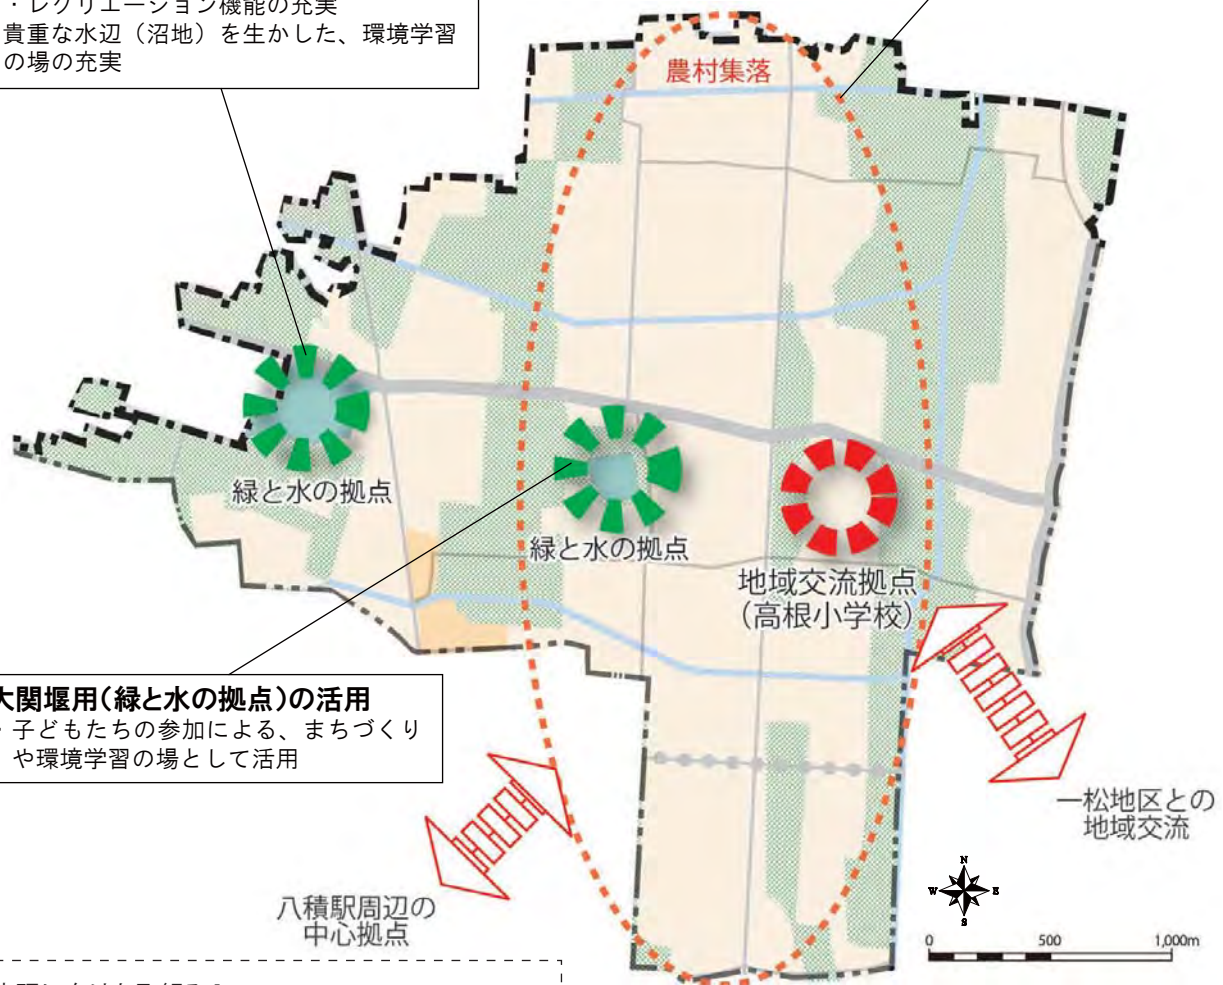 ・レクリエーション機能の充実
貴重な水辺（沼地）を生かした、環境学習
の場の充実
農村集落
緑と水の拠点
緑と水の拠点
地域交流拠点
（高根小学校）
大関堰用(緑と水の拠点)の活用
・子どもたちの参加による、まちづくり
や環境学習の場として活用
一松地区との
地域交流
八積駅周辺の
中心拠点
N
W E
S
0 500 1,000m